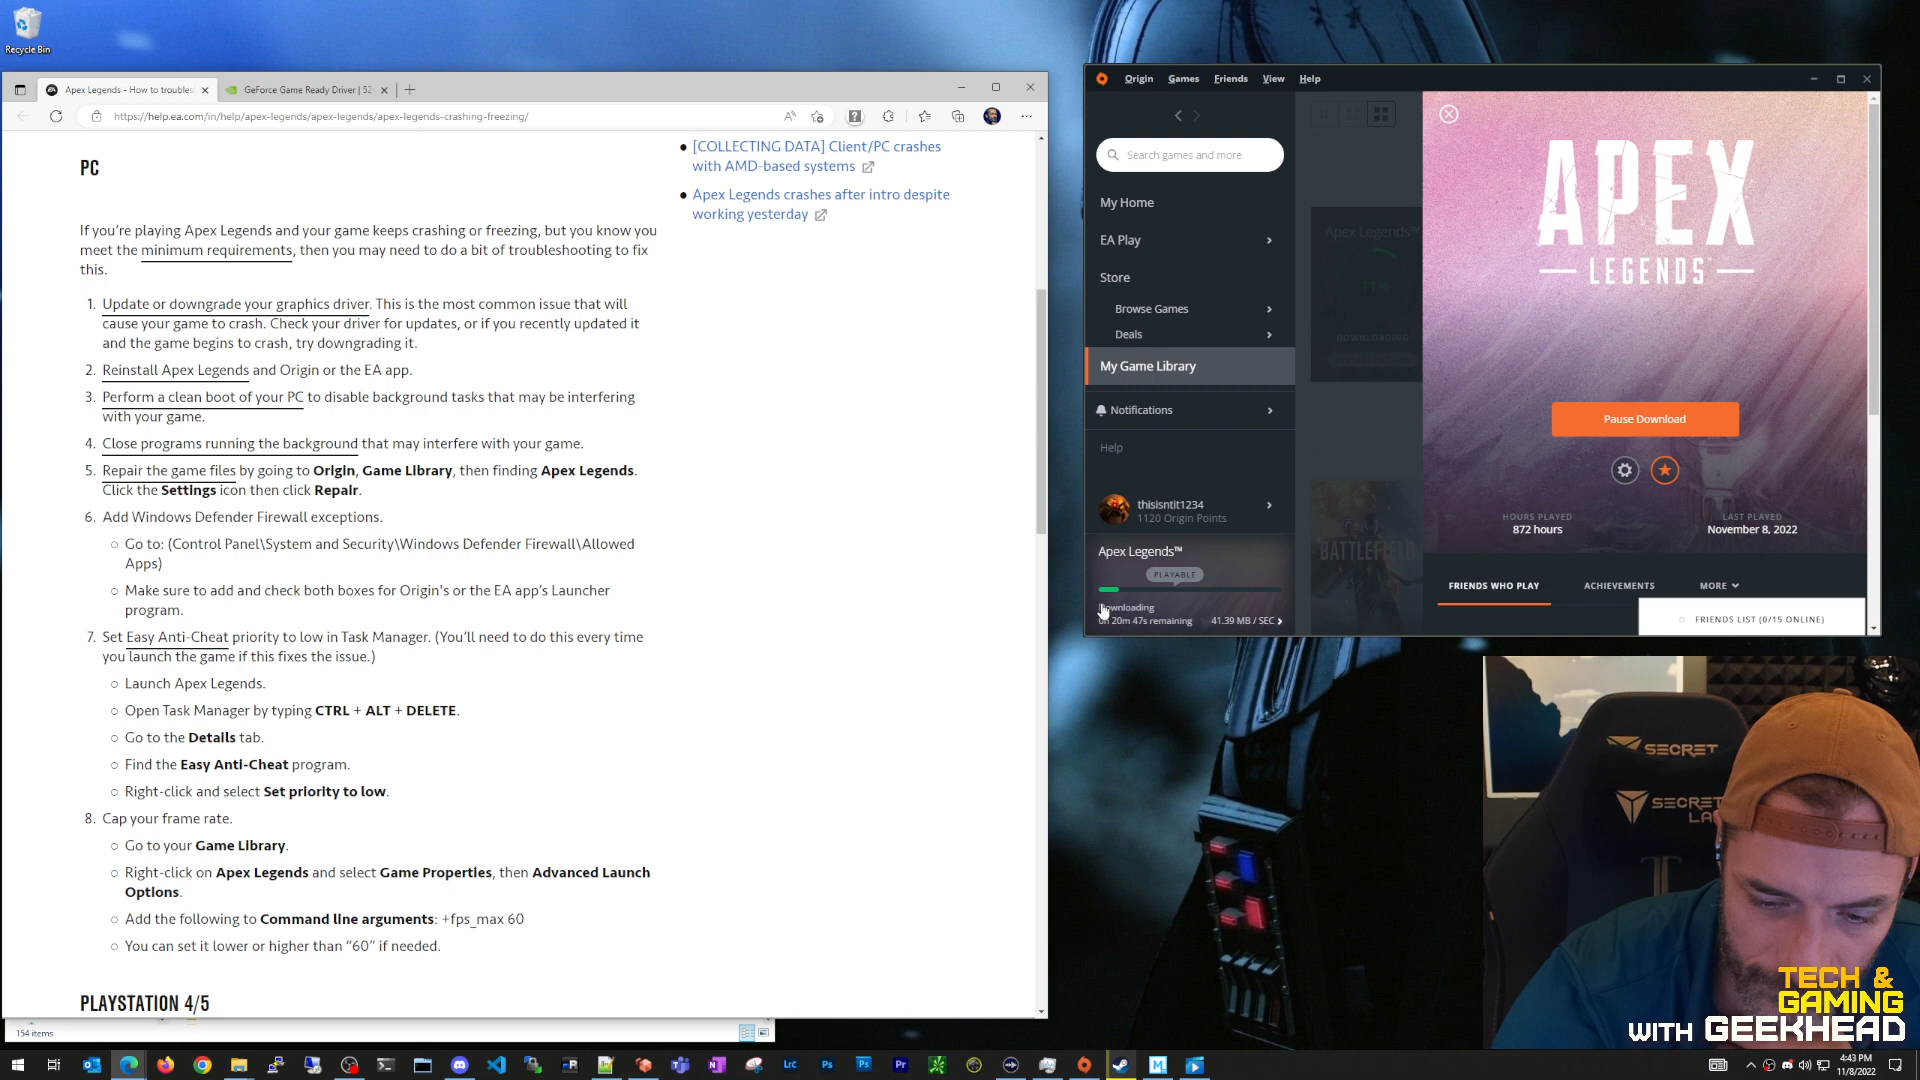 Recycle Bin
Apex Legends - How to troubles
GeForce Game Ready Driver | 52
https://help.ea.com/in/help/apex-legends/apex-legends/apex-legends-crashing-freezing/
PC
If you're playing Apex Legends and your game keeps crashing or freezing, but you know you
meet the minimum requirements, then you may need to do a bit of troubleshooting to fix
this.
1. Update or downgrade your graphics driver. This is the most common issue that will
cause your game to crash. Check your driver for updates, or if you recently updated it
and the game begins to crash, try downgrading it.
2. Reinstall Apex Legends and Origin or the EA app.
3. Perform a clean boot of your PC to disable background tasks that may be interfering
with your game.
4. Close programs running the background that may interfere with your game.
5. Repair the game files by going to Origin, Game Library, then finding Apex Legends.
Click the Settings icon then click Repair.
6. Add Windows Defender Firewall exceptions.
Go to: (Control Panel\System and Security\Windows Defender Firewall\Allowed
Apps)
Make sure to add and check both boxes for Origin's or the EA app's Launcher
program.
7. Set Easy Anti-Cheat priority to low in Task Manager. (You'll need to do this every time
you launch the game if this fixes the issue.)
Launch Apex Legends.
Open Task Manager by typing CTRL + ALT + DELETE.
Go to the Details tab.
Find the Easy Anti-Cheat program.
Right-click and select Set priority to low.
8. Cap your frame rate.
Go to your Game Library.
Right-click on Apex Legends and select Game Properties, then Advanced Launch
Options.
Add the following to Command line arguments: +fps_max 60
You can set it lower or higher than "60" if needed.
PLAYSTATION 4/5
[COLLECTING DATA] Client/PC crashes
with AMD-based systems
Apex Legends crashes after intro despite
working yesterday
154 items
Origin Games Friends View Help
Search games and more
My Home
EA Play
Store
Browse Games
Deals
My Game Library
Notifications
Help
thisisntit1234
1120 Origin Points
Apex Legends™
PLAYABLE
0h 20m 47s remaining 41.39 MB / SEC
Apex Legends™
11%
DOWNLOADING
BATTLEFIELD
APEX
LEGENDS™
Pause Download
HOURS PLAYED
872 hours
LAST PLAYED
November 8, 2022
FRIENDS WHO PLAY
ACHIEVEMENTS
MORE
FRIENDS LIST (0/15 ONLINE)
SECRET
SECRET
TECH &
GAMING
WITH GEEKHEAD
Lrc
Ps
Ps
Pr
4:43 PM
11/8/2022